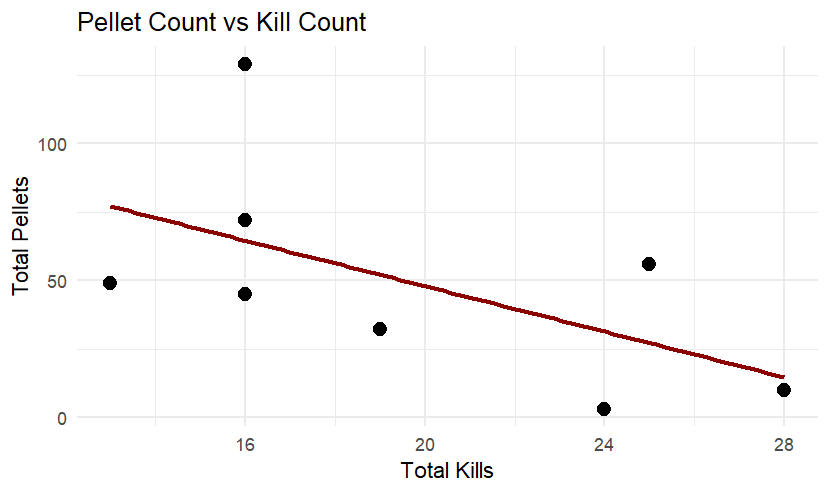 Pellet Count vs Kill Count
Total Pellets
100
50
0
16 20 24 28
Total Kills